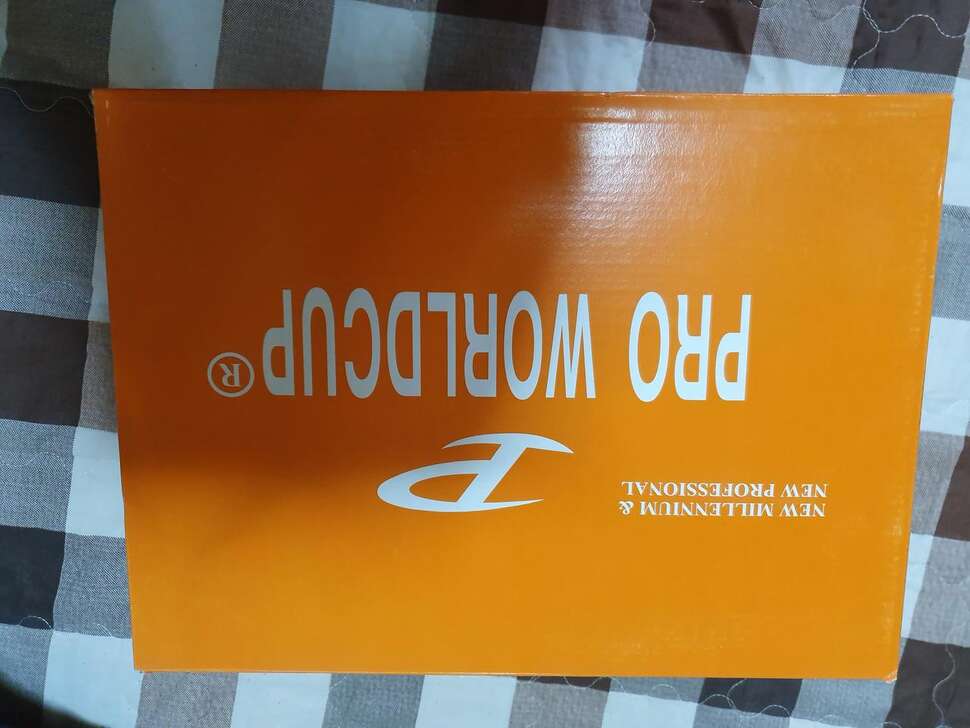 NEW MILLENNIUM &
NEW PROFESSIONAL
P
PRO WORLDCUP®